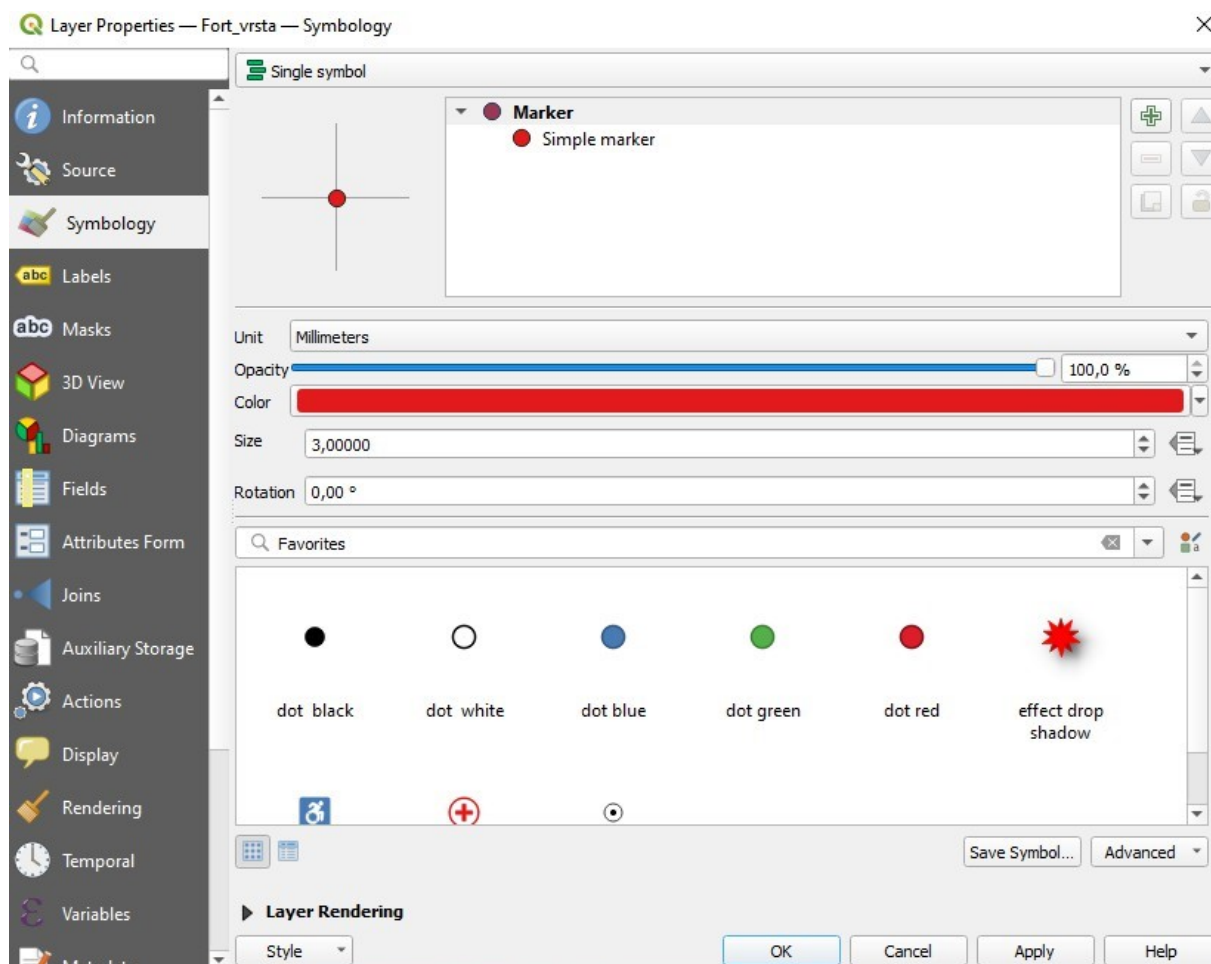 Layer Properties — Fort_vrsta — Symbology
Single symbol
Information
Source
Symbology
abc Labels
abc Masks
3D View
Diagrams
Fields
Attributes Form
Joins
Auxiliary Storage
Actions
Display
Rendering
Temporal
Variables
Marker
Simple marker
Unit Millimeters
Opacity 100,0 %
Color
Size 3,00000
Rotation 0,00 °
Favorites
dot black
dot white
dot blue
dot green
dot red
effect drop
shadow
Save Symbol... Advanced
Layer Rendering
Style OK Cancel Apply Help